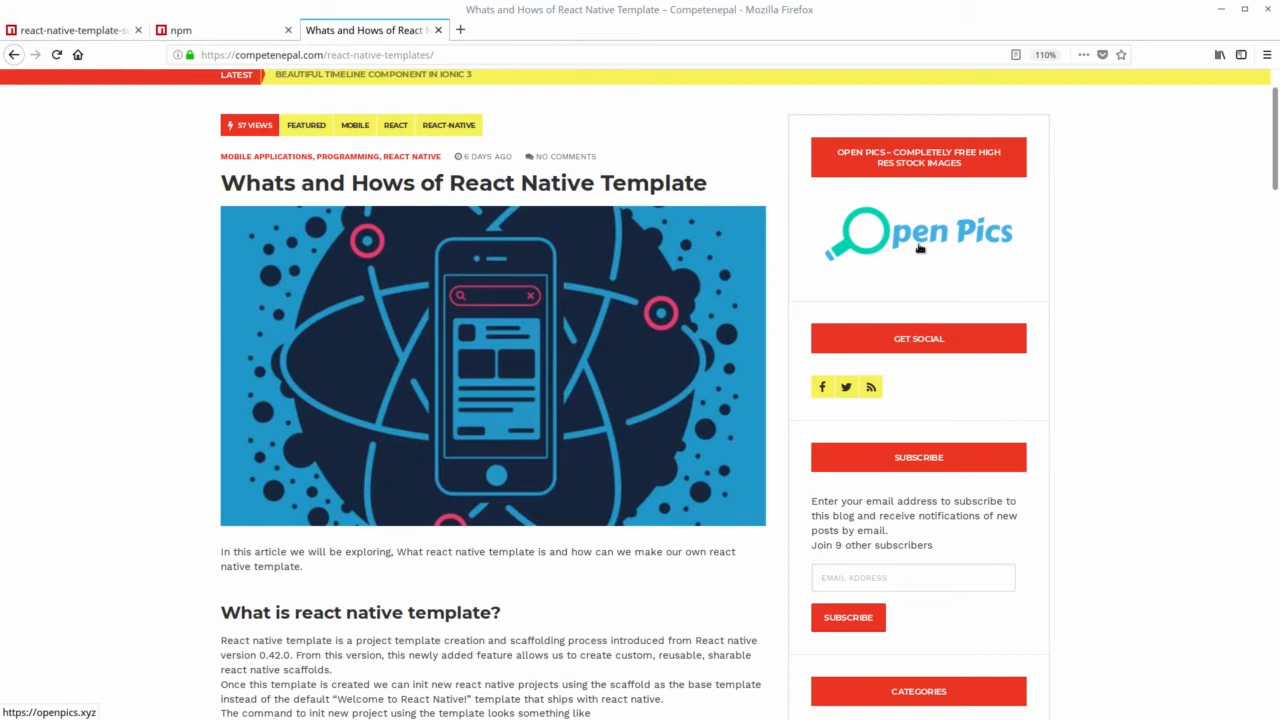 Whats and Hows of React Native Template – Competenepal - Mozilla Firefox
react-native-template-su
npm
Whats and Hows of React N
https://competenepal.com/react-native-templates/
110%
LATEST
BEAUTIFUL TIMELINE COMPONENT IN IONIC 3
57 VIEWS
FEATURED
MOBILE
REACT
REACT-NATIVE
MOBILE APPLICATIONS, PROGRAMMING, REACT NATIVE
6 DAYS AGO
NO COMMENTS
Whats and Hows of React Native Template
In this article we will be exploring, What react native template is and how can we make our own react
native template.
What is react native template?
React native template is a project template creation and scaffolding process introduced from React native
version 0.42.0. From this version, this newly added feature allows us to create custom, reusable, sharable
react native scaffolds.
Once this template is created we can init new react native projects using the scaffold as the base template
instead of the default “Welcome to React Native!” template that ships with react native.
The command to init new project using the template looks something like
OPEN PICS – COMPLETELY FREE HIGH
RES STOCK IMAGES
Open Pics
GET SOCIAL
SUBSCRIBE
Enter your email address to subscribe to
this blog and receive notifications of new
posts by email.
Join 9 other subscribers
EMAIL ADDRESS
SUBSCRIBE
CATEGORIES
https://openpics.xyz